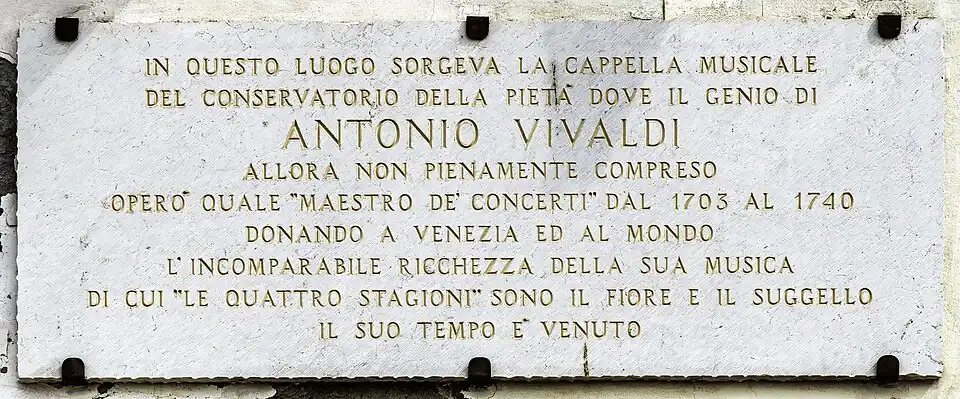 IN QUESTO LUOGO SORGEVA LA CAPPELLA MUSICALE
DEL CONSERVATORIO DELLA PIETÀ DOVE IL GENIO DI
ANTONIO VIVALDI
ALLORA NON PIENAMENTE COMPRESO
OPERÒ QUALE "MAESTRO DE' CONCERTI" DAL 1703 AL 1740
DONANDO A VENEZIA ED AL MONDO
L'INCOMPARABILE RICCHEZZA DELLA SUA MUSICA
DI CUI "LE QUATTRO STAGIONI" SONO IL FIORE E IL SUGGELLO
IL SUO TEMPO E' VENUTO